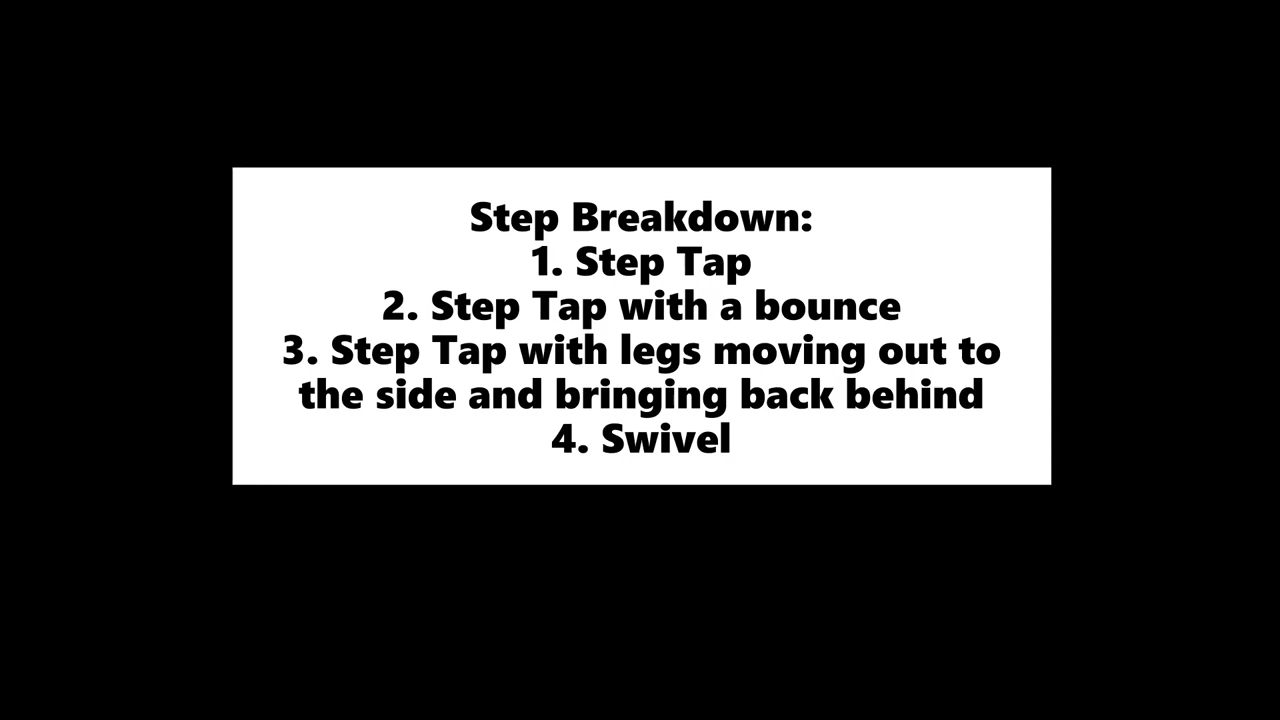 Step Breakdown:
1. Step Tap
2. Step Tap with a bounce
3. Step Tap with legs moving out to
the side and bringing back behind
4. Swivel